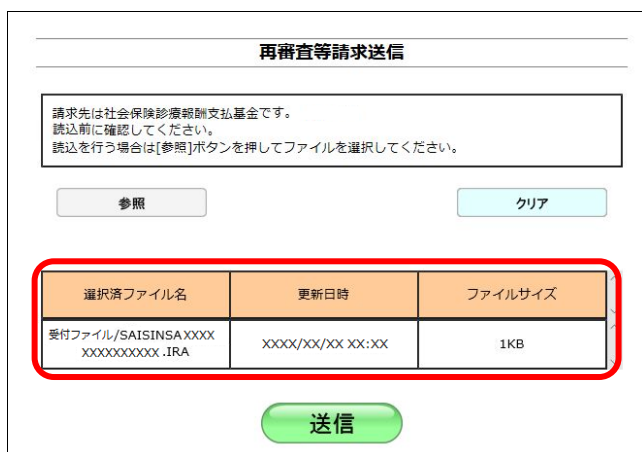 再審査等請求送信
請求先は社会保険診療報酬支払基金です。
読込前に確認してください。
読込を行う場合は[参照]ボタンを押してファイルを選択してください。
参照
クリア
選択済ファイル名
更新日時
ファイルサイズ
受付ファイル/SAISINSAXXXX
XXXXXXXXXX .IRA
XXXX/XX/XX XX:XX
1KB
送信